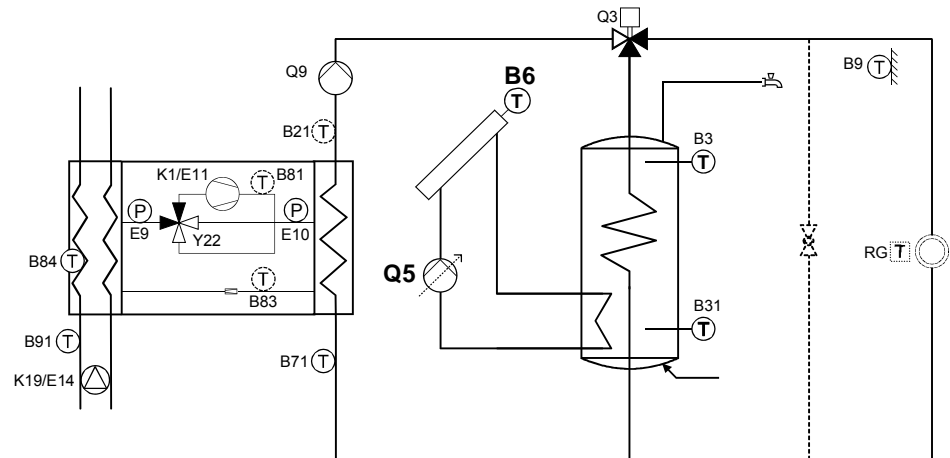 Q3
Q9
B9 T
B6
T
B21 T
B3
T
K1/E11
T B81
P
P
E9
Y22
E10
B84 T
Q5
RG T
T
B83
B31
T
B91 T
B71 T
K19/E14